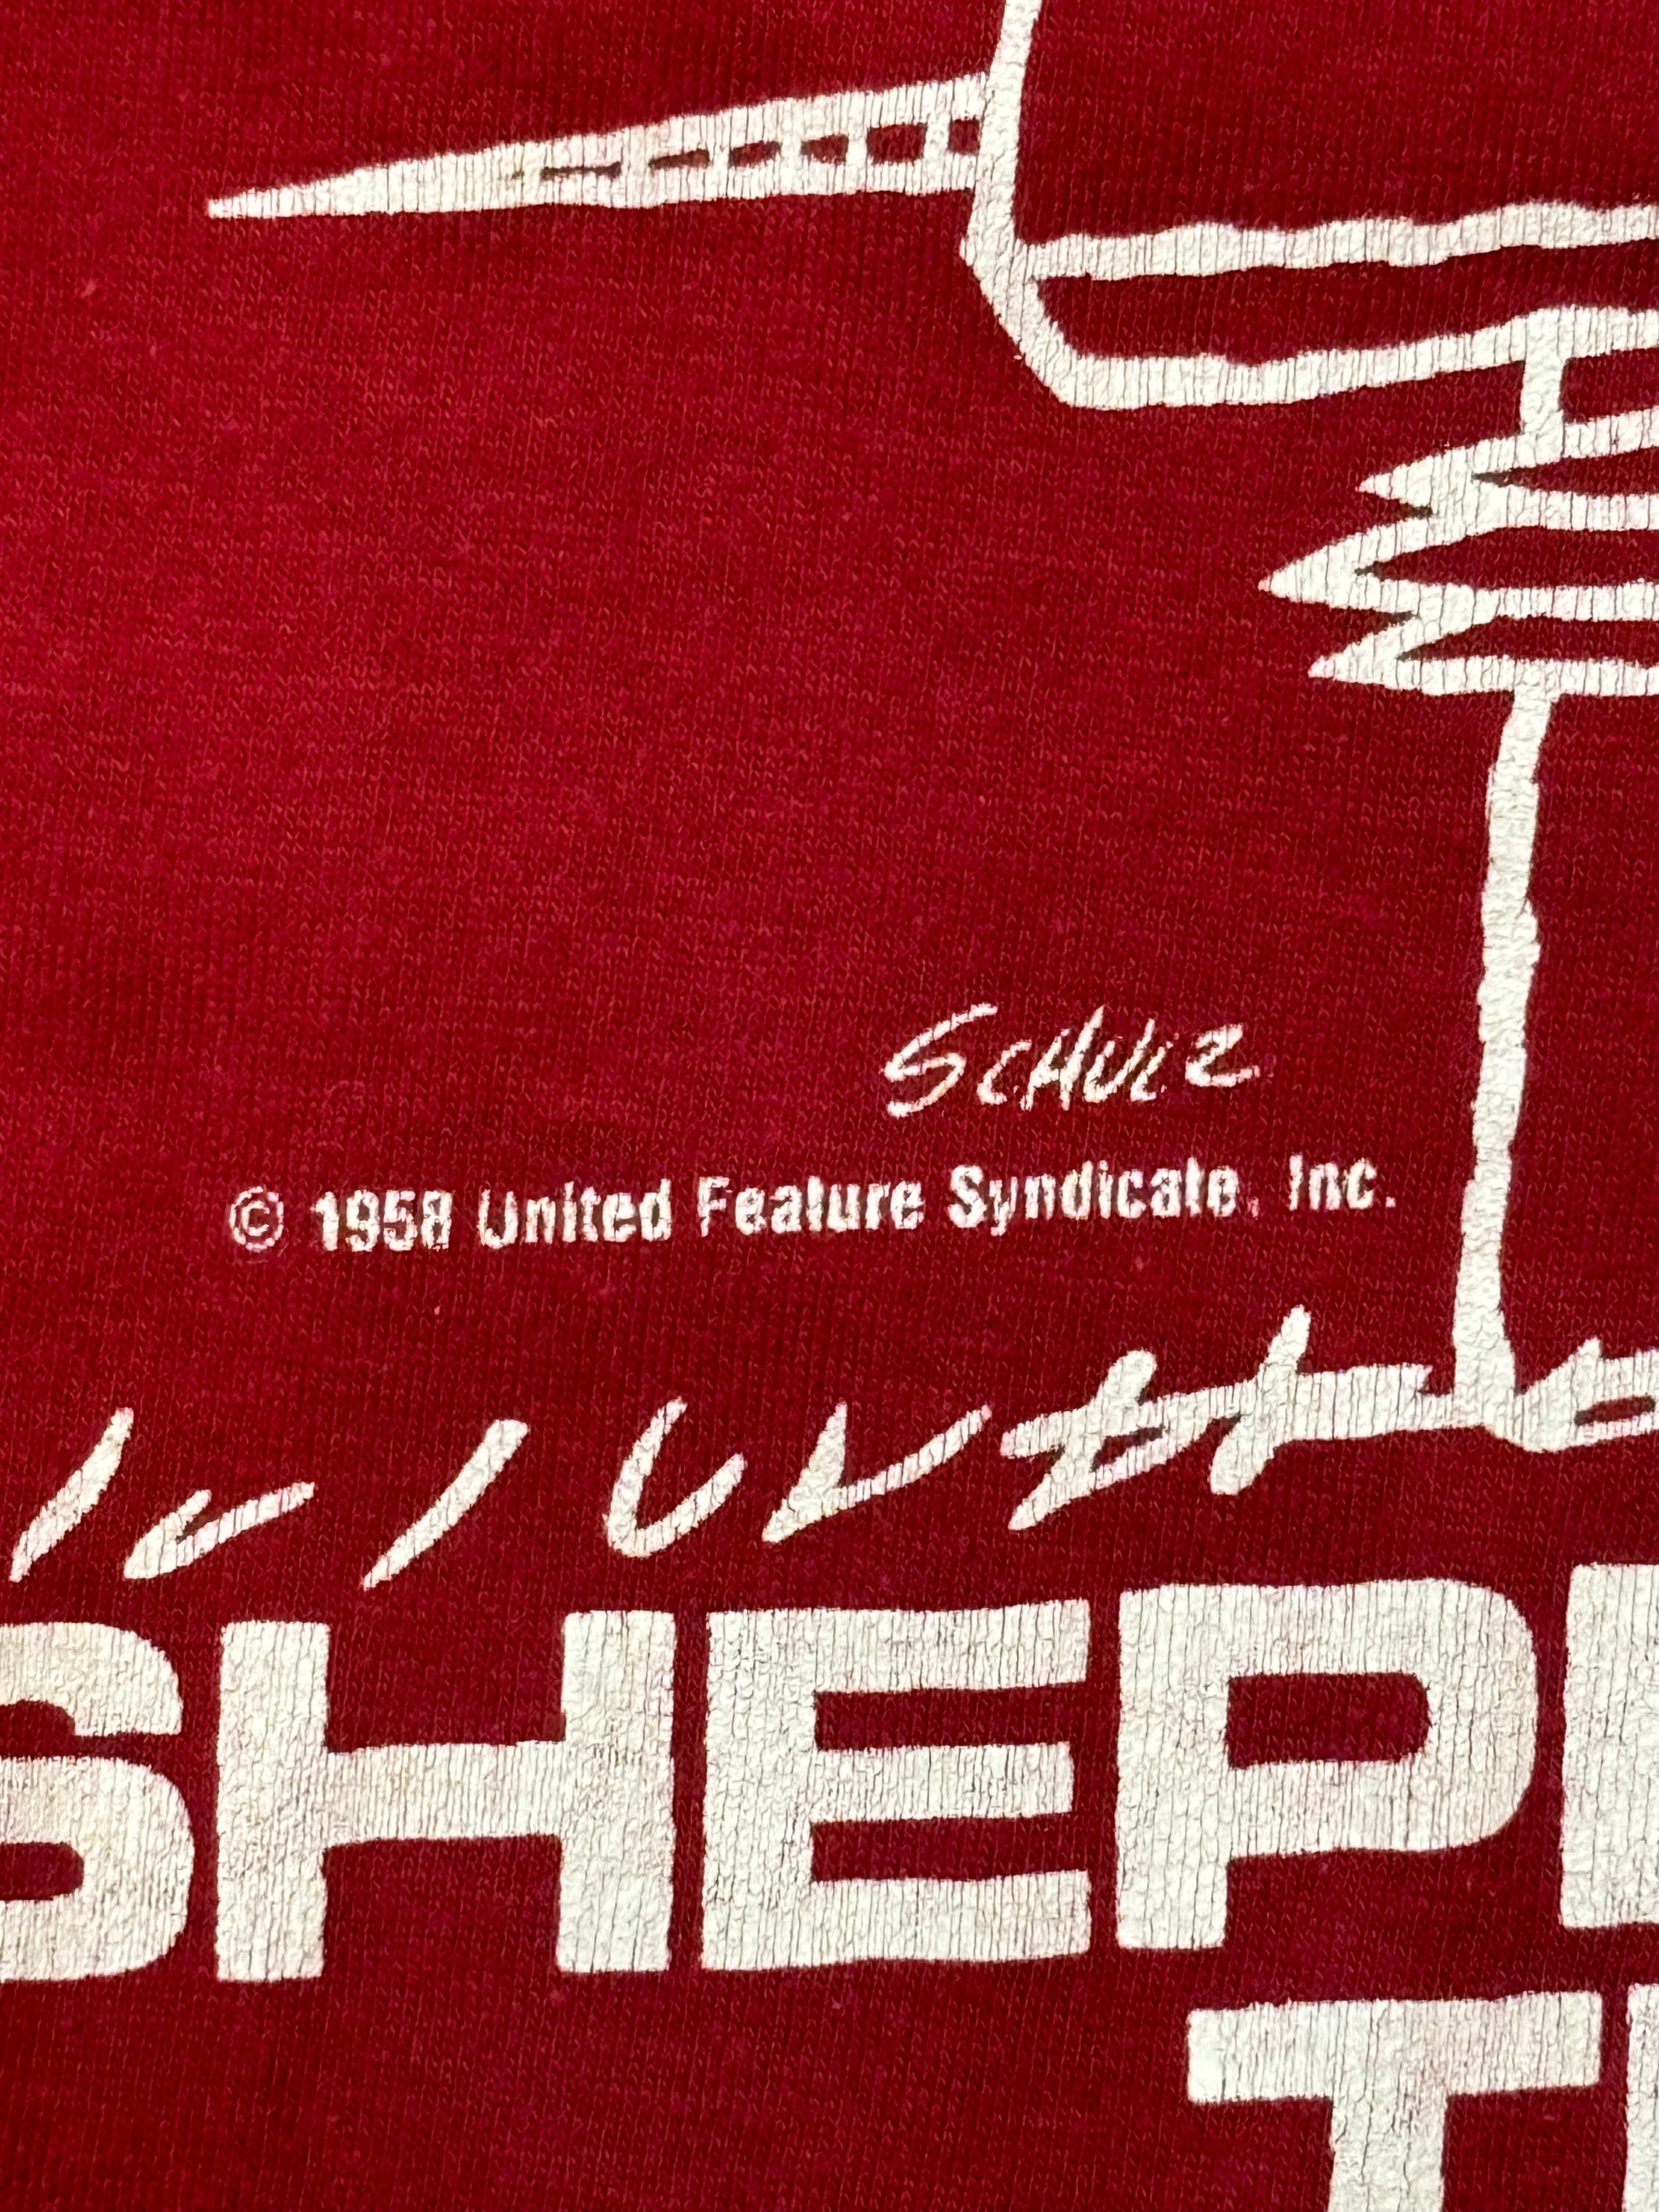 SCHULZ
© 1958 United Feature Syndicate, Inc.
SHEP
T